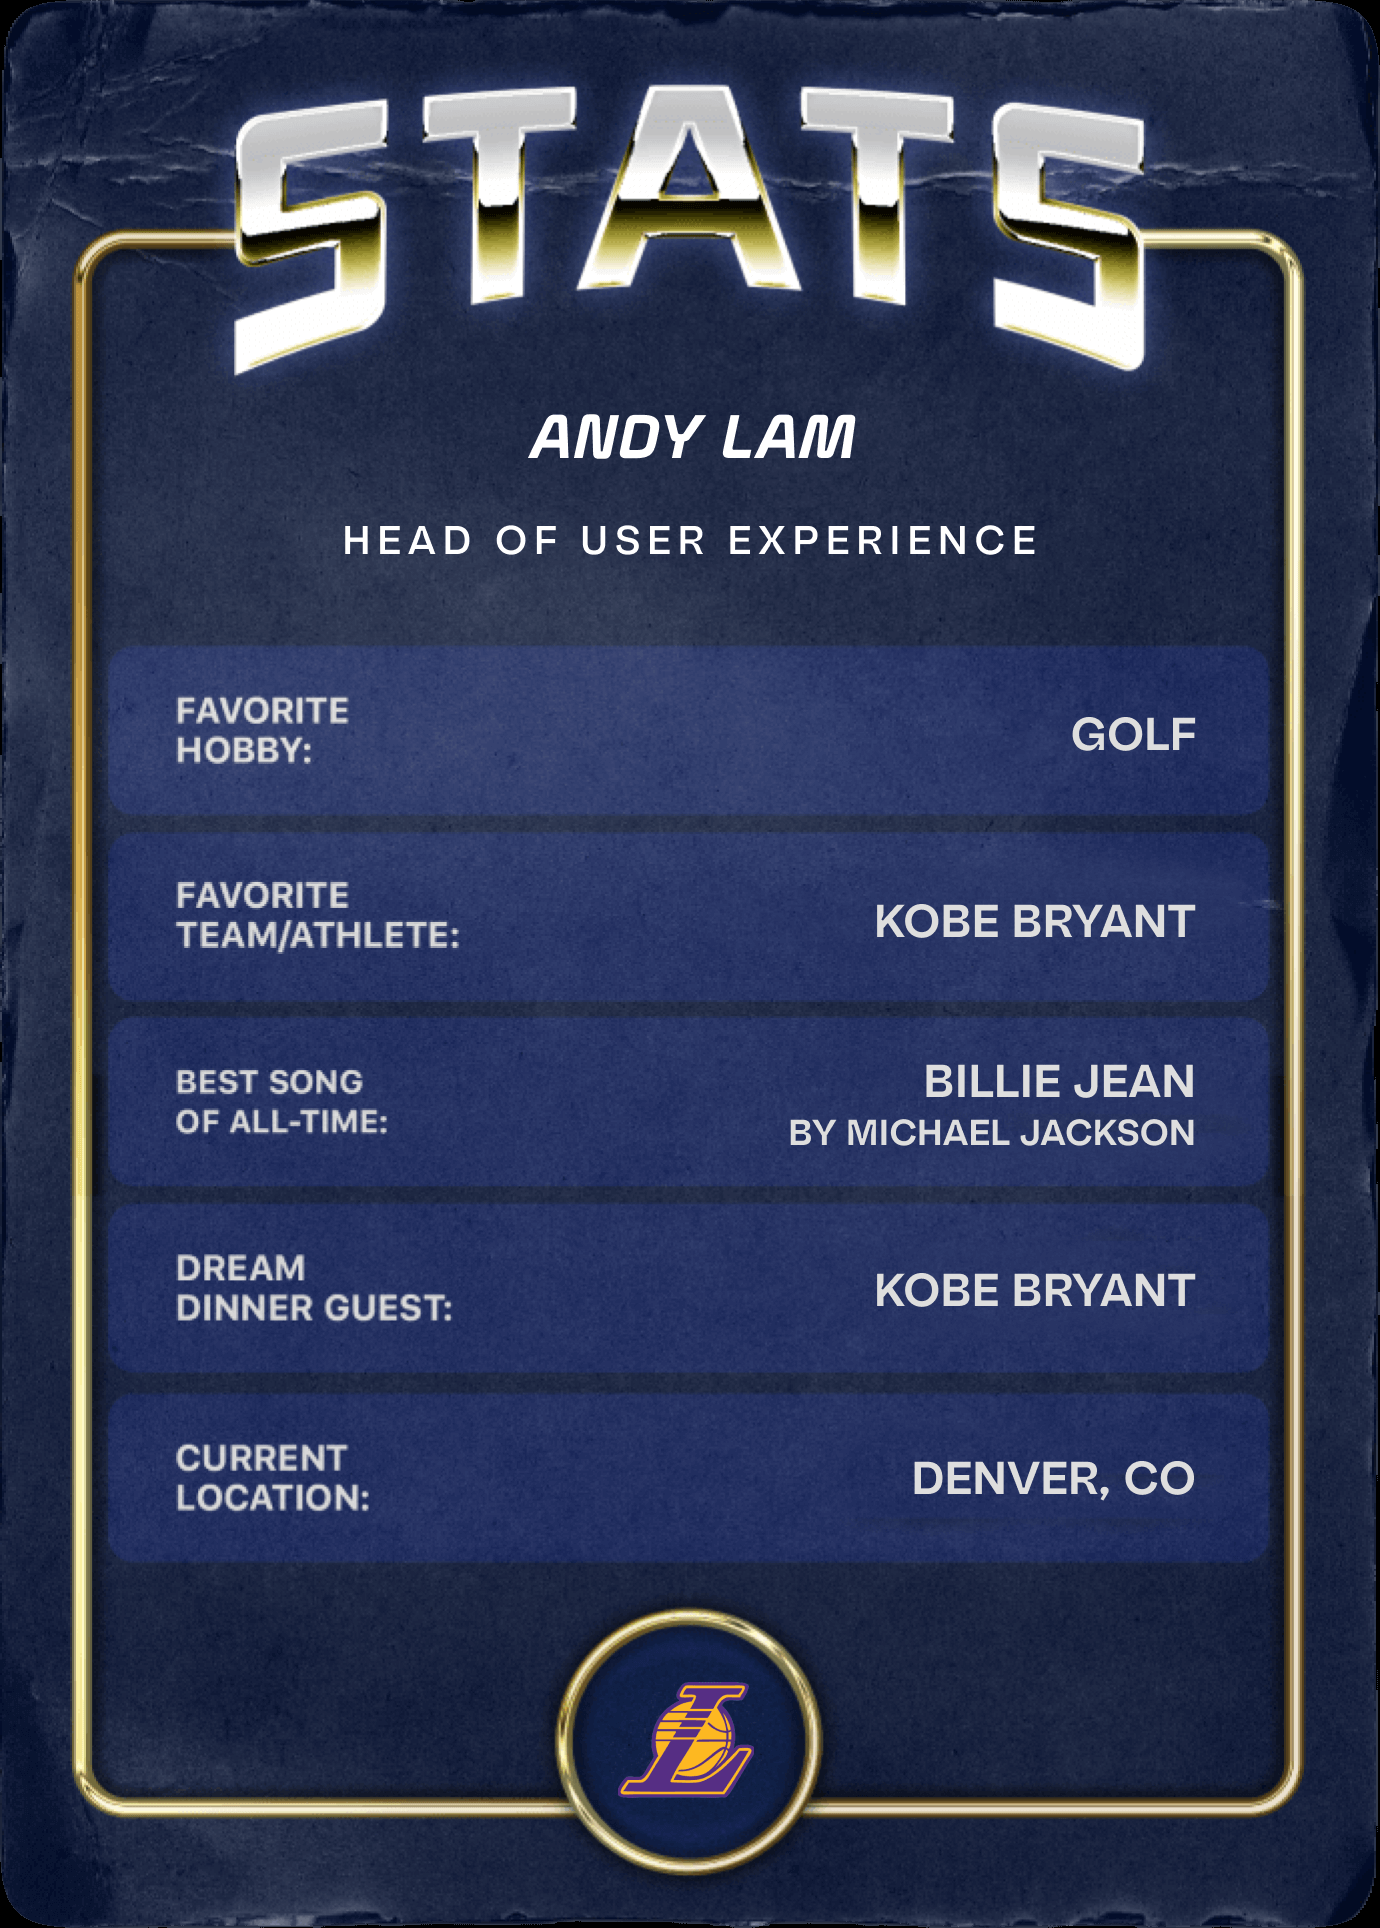 STATS
ANDY LAM
HEAD OF USER EXPERIENCE
FAVORITE
HOBBY:
GOLF
FAVORITE
TEAM/ATHLETE:
KOBE BRYANT
BEST SONG
OF ALL-TIME:
BILLIE JEAN
BY MICHAEL JACKSON
DREAM
DINNER GUEST:
KOBE BRYANT
CURRENT
LOCATION:
DENVER, CO
L